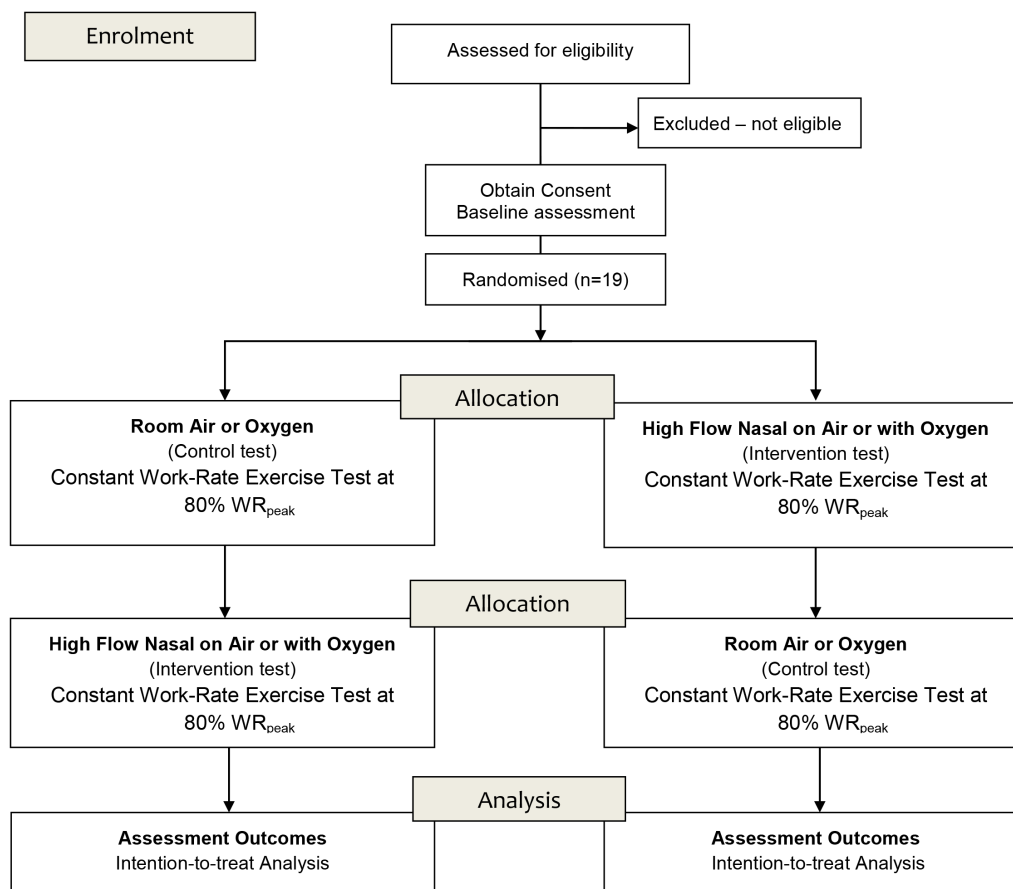 Enrolment
Assessed for eligibility
Excluded – not eligible
Obtain Consent
Baseline assessment
Randomised (n=19)
Allocation
Room Air or Oxygen
(Control test)
Constant Work-Rate Exercise Test at
80% WRpeak
High Flow Nasal on Air or with Oxygen
(Intervention test)
Constant Work-Rate Exercise Test at
80% WRpeak
Allocation
High Flow Nasal on Air or with Oxygen
(Intervention test)
Constant Work-Rate Exercise Test at
80% WRpeak
Room Air or Oxygen
(Control test)
Constant Work-Rate Exercise Test at
80% WRpeak
Analysis
Assessment Outcomes
Intention-to-treat Analysis
Assessment Outcomes
Intention-to-treat Analysis